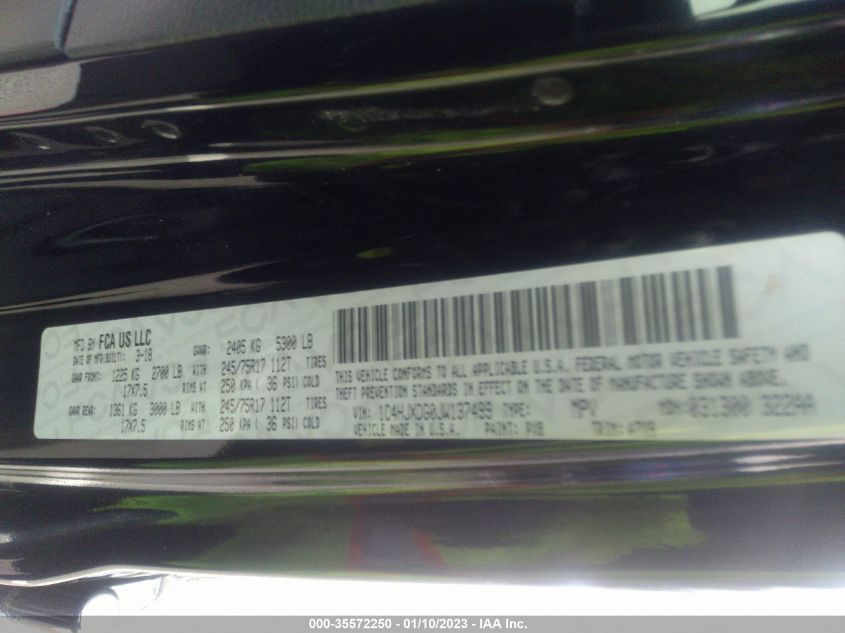 MFD BY FCA US LLC
DATE OF MFR/BUILT: 3-18 GVWR: 2405 KG 5300 LB
GAWR FRONT: 1225 KG 2700 LB WITH 245/75R17 112T TIRES
17X7.5 RIMS AT 250 KPA ( 36 PSI) COLD
GAWR REAR: 1361 KG 3000 LB WITH 245/75R17 112T TIRES
17X7.5 RIMS AT 250 KPA ( 36 PSI) COLD
THIS VEHICLE CONFORMS TO ALL APPLICABLE U.S.A. FEDERAL MOTOR VEHICLE SAFETY AND
THEFT PREVENTION STANDARDS IN EFFECT ON THE DATE OF MANUFACTURE SHOWN ABOVE.
VIN: 1C4HJXDG0JW137499 TYPE: MPV MDH: 031300 322AA
VEHICLE MADE IN U.S.A. PAINT: PX8 TRIM: A7X9
000-35572250 - 01/10/2023 - IAA Inc.